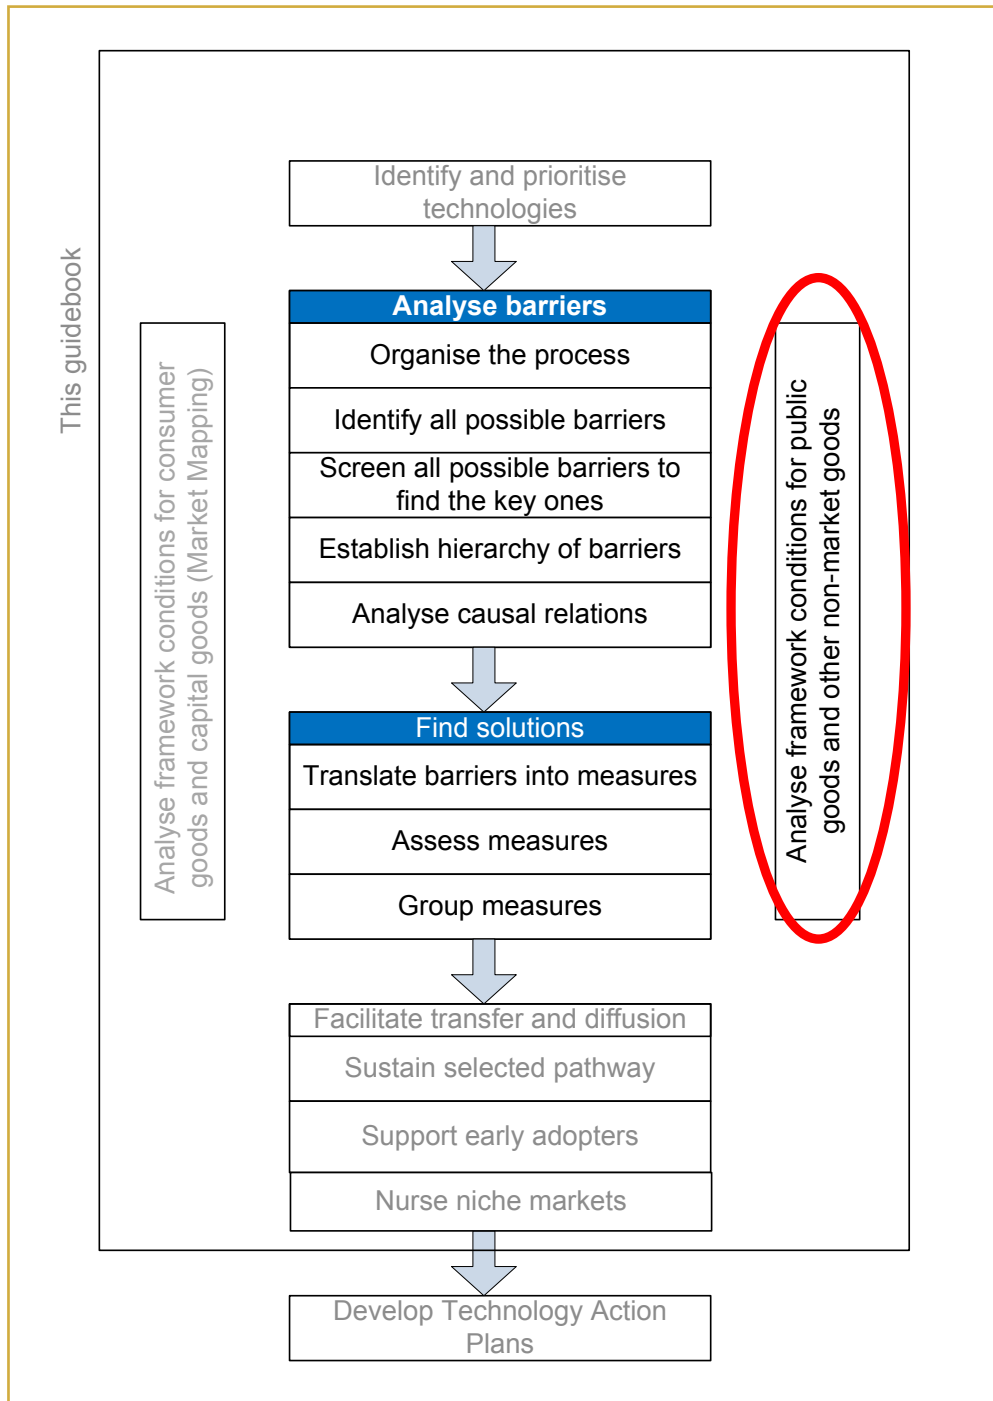 This guidebook
Identify and prioritise
technologies
Analyse barriers
Organise the process
Identify all possible barriers
Screen all possible barriers to
find the key ones
Establish hierarchy of barriers
Analyse causal relations
Find solutions
Translate barriers into measures
Assess measures
Group measures
Facilitate transfer and diffusion
Sustain selected pathway
Support early adopters
Nurse niche markets
Develop Technology Action
Plans
Analyse framework conditions for consumer
goods and capital goods (Market Mapping)
Analyse framework conditions for public
goods and other non-market goods